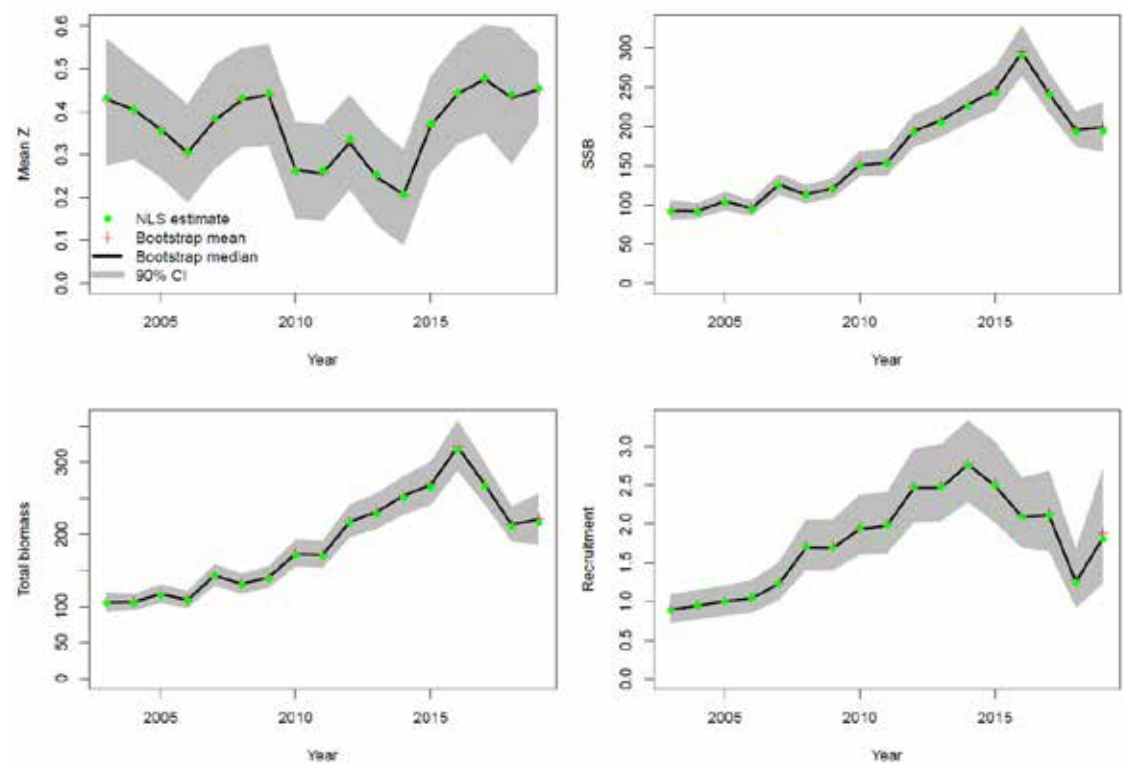 Mean Z
0.0 0.1 0.2 0.3 0.4 0.5 0.6
NLS estimate
Bootstrap mean
Bootstrap median
90% CI
2005 2010 2015
Year
SSB
0 50 100 150 200 250 300
2005 2010 2015
Year
Total biomass
0 50 100 200 300
2005 2010 2015
Year
Recruitment
0.0 0.5 1.0 1.5 2.0 2.5 3.0
2005 2010 2015
Year